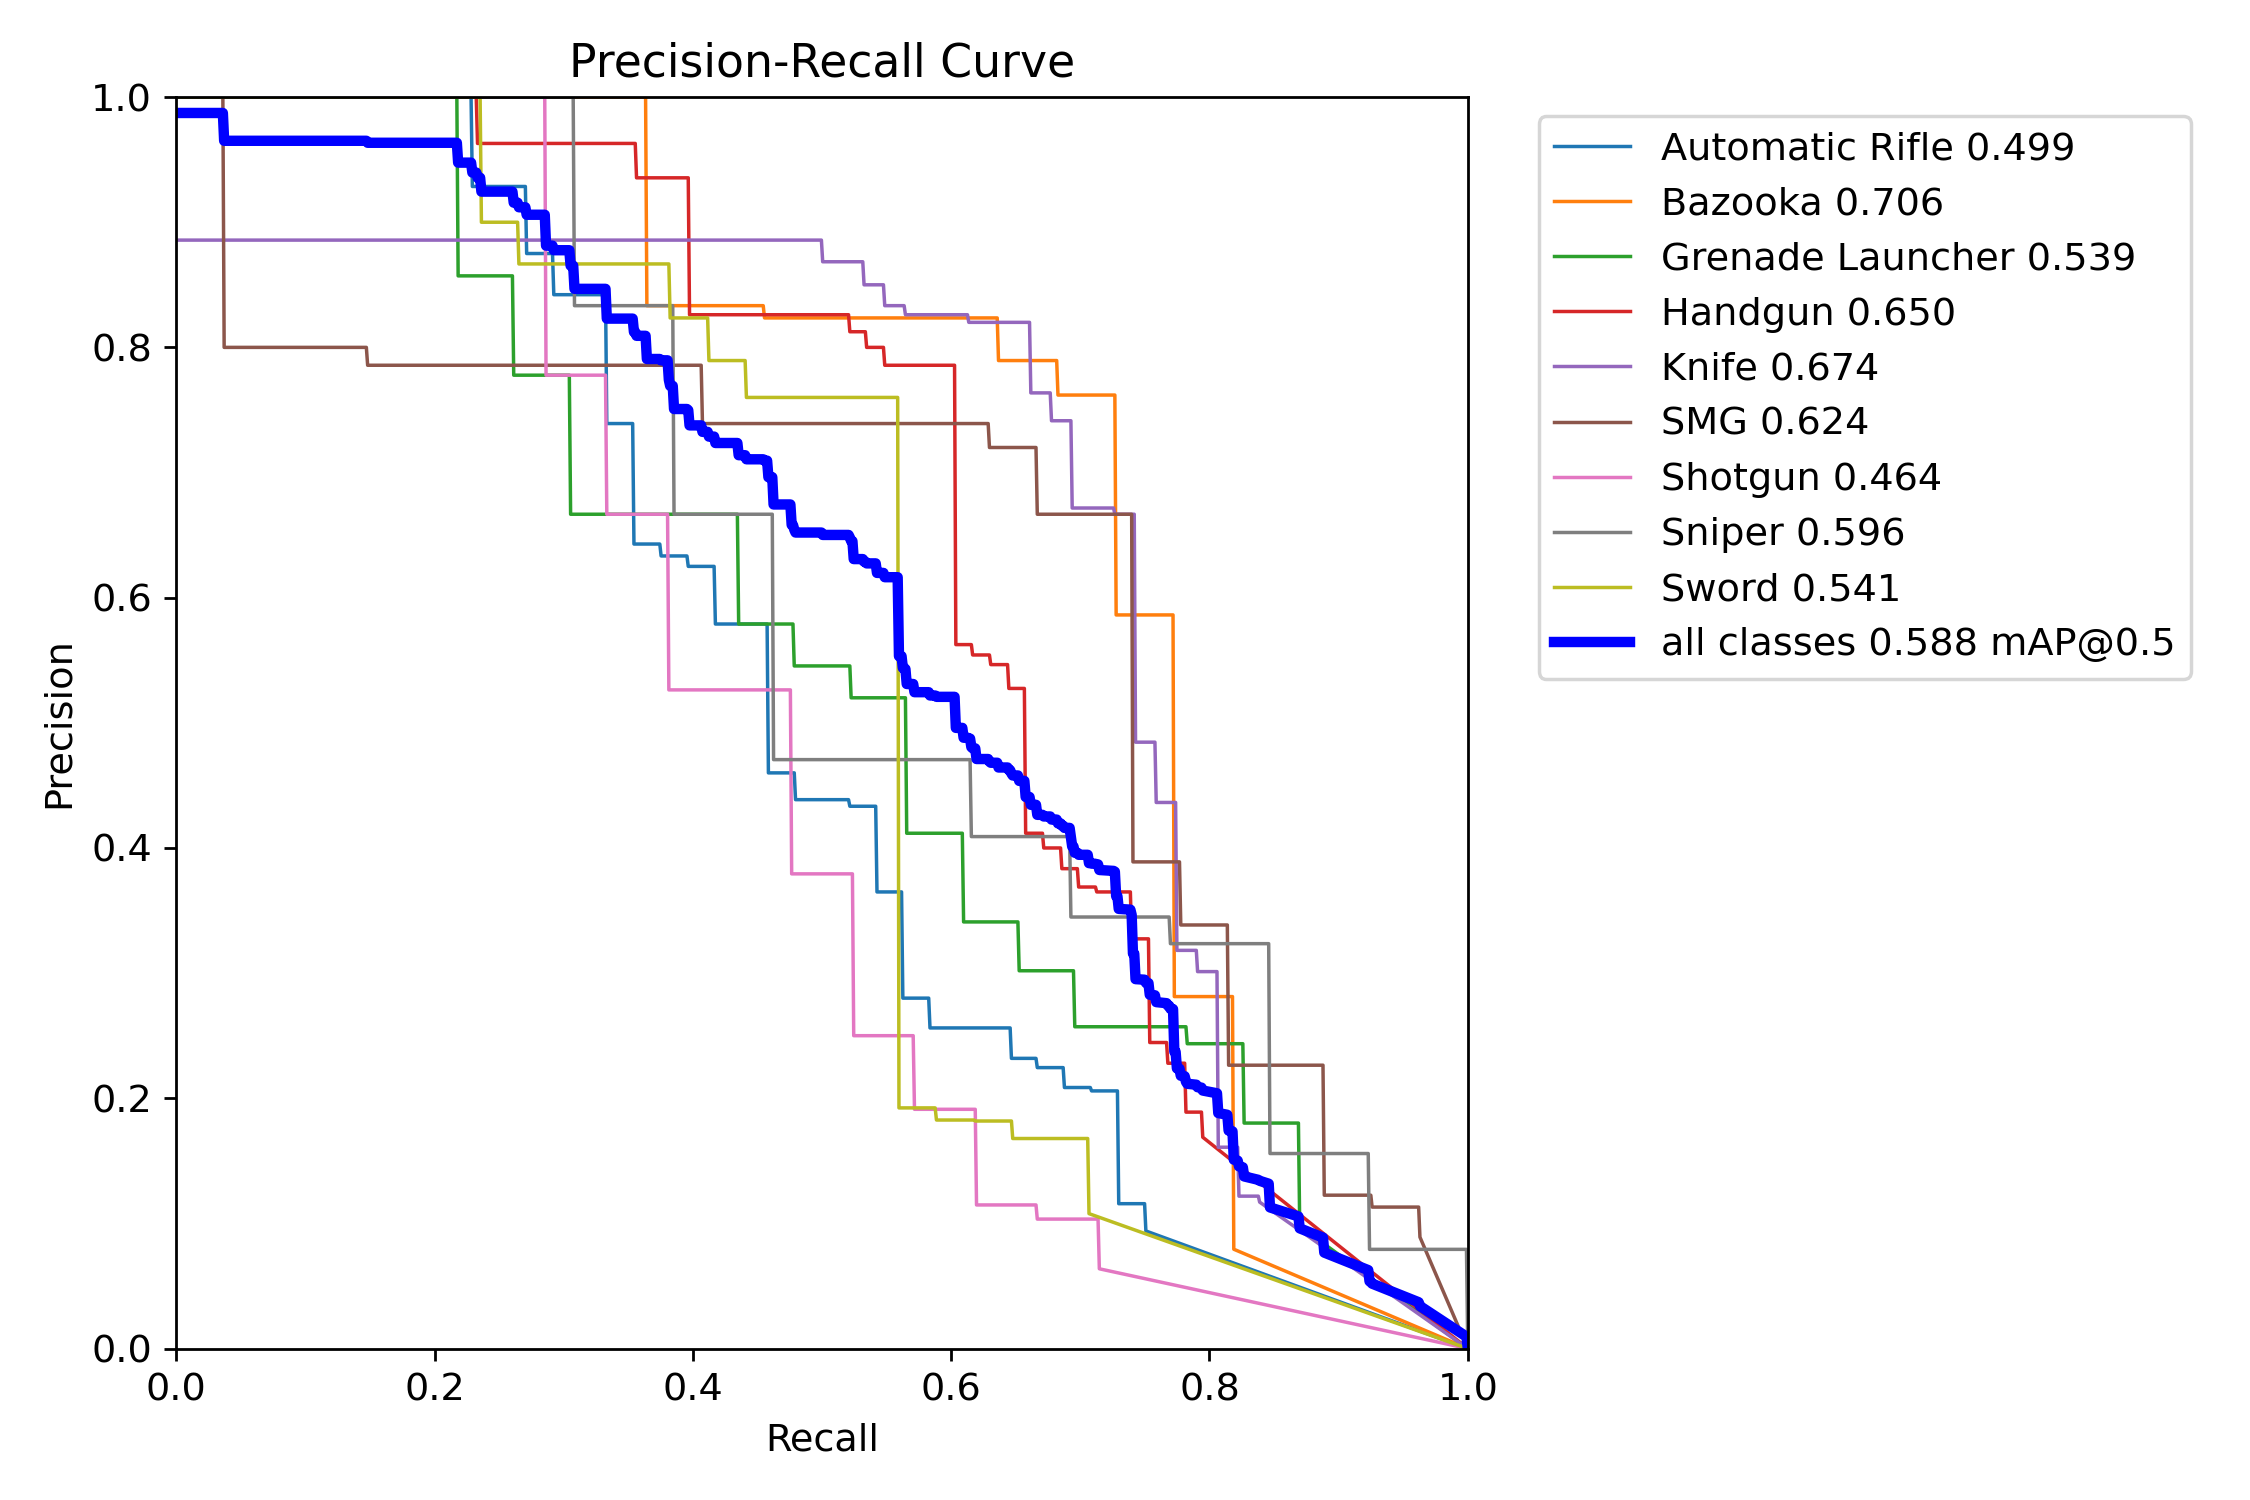 Precision-Recall Curve
1.0
0.8
0.6
0.4
0.2
0.0
Precision
0.0 0.2 0.4 0.6 0.8 1.0
Recall
Automatic Rifle 0.499
Bazooka 0.706
Grenade Launcher 0.539
Handgun 0.650
Knife 0.674
SMG 0.624
Shotgun 0.464
Sniper 0.596
Sword 0.541
all classes 0.588 mAP@0.5